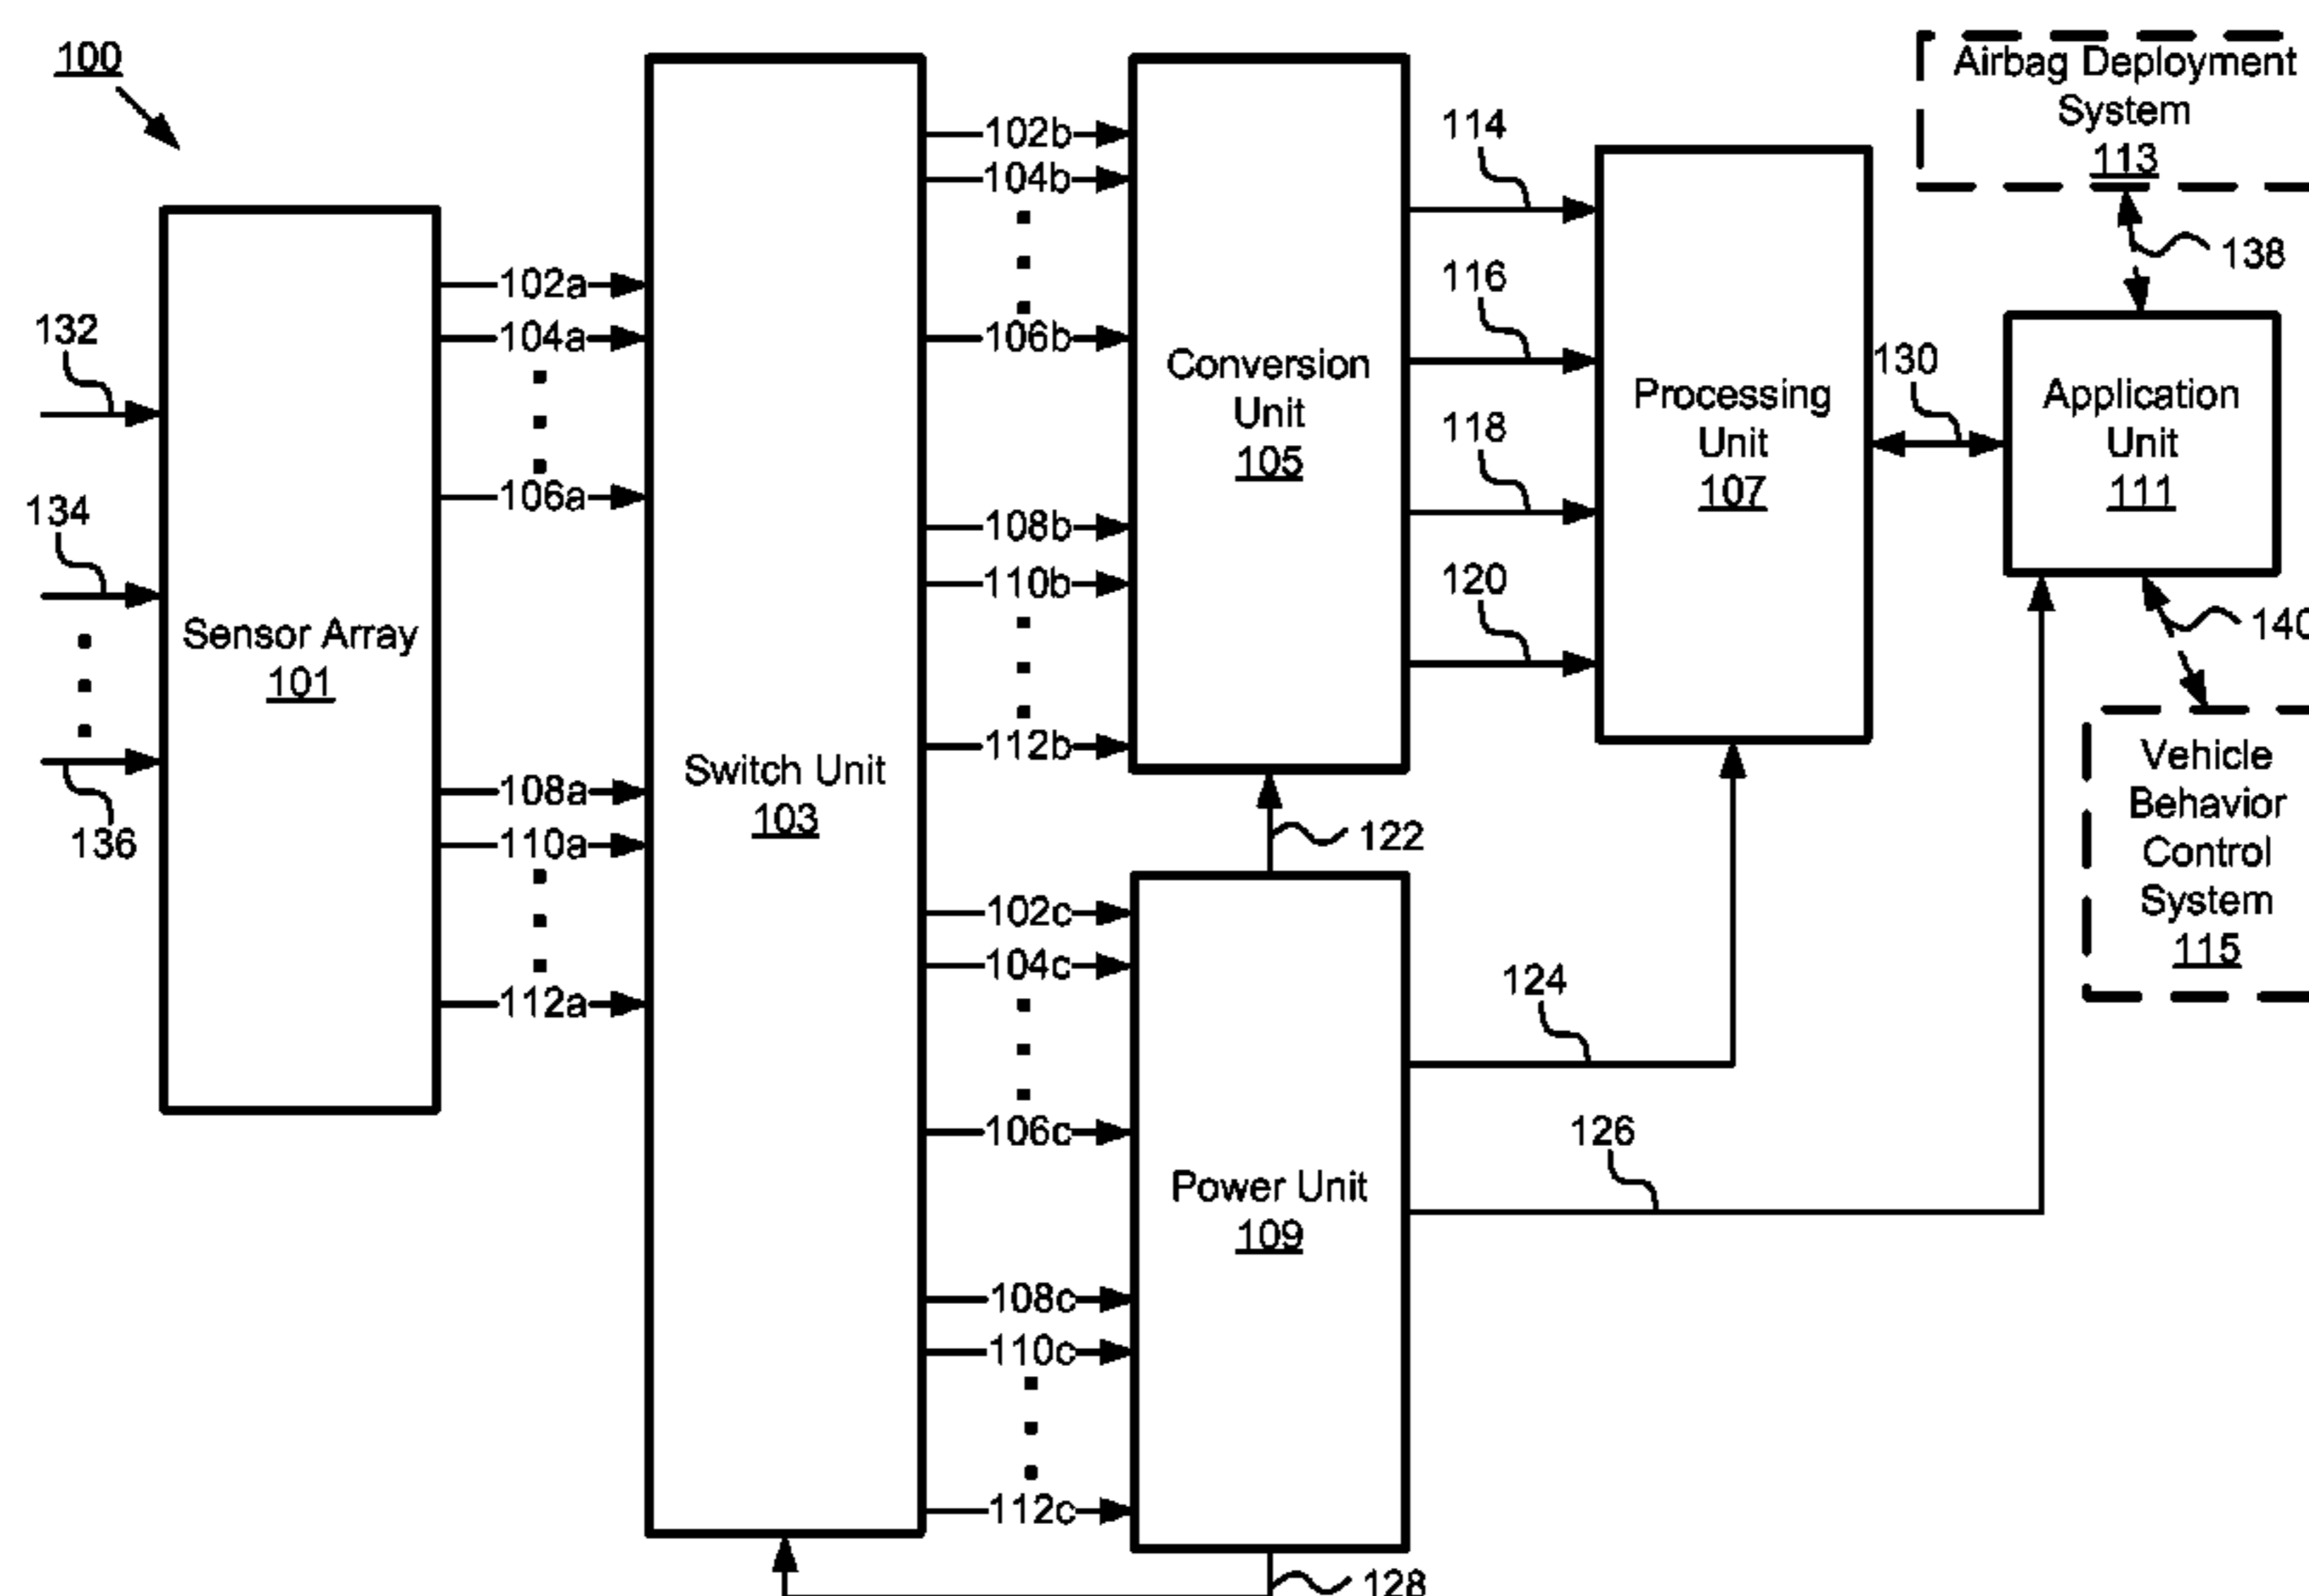 100
132
134
136
Sensor Array
101
102a
104a
106a
108a
110a
112a
Switch Unit
103
102b
104b
106b
108b
110b
112b
102c
104c
106c
108c
110c
112c
Conversion
Unit
105
122
Power Unit
109
128
114
116
118
120
124
126
Processing
Unit
107
130
Airbag Deployment
System
113
138
Application
Unit
111
140
Vehicle
Behavior
Control
System
115